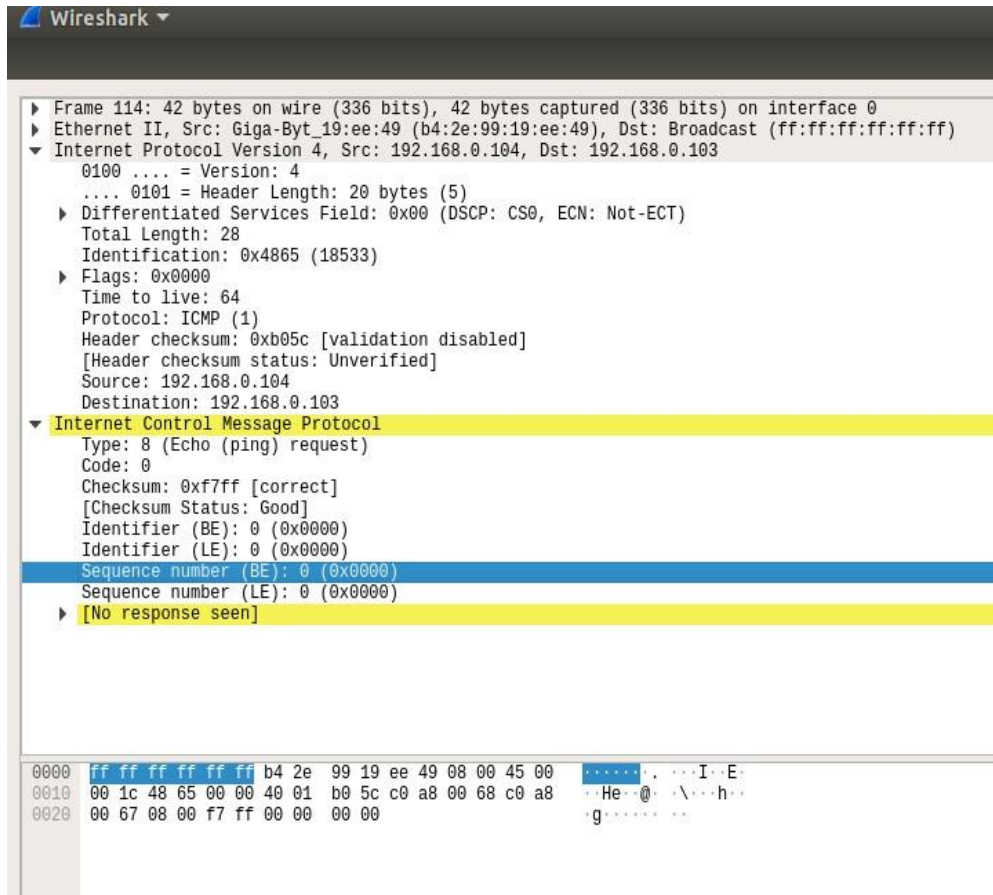 Wireshark
Frame 114: 42 bytes on wire (336 bits), 42 bytes captured (336 bits) on interface 0
Ethernet II, Src: Giga-Byt_19:ee:49 (b4:2e:99:19:ee:49), Dst: Broadcast (ff:ff:ff:ff:ff:ff)
Internet Protocol Version 4, Src: 192.168.0.104, Dst: 192.168.0.103
0100 .... = Version: 4
.... 0101 = Header Length: 20 bytes (5)
Differentiated Services Field: 0x00 (DSCP: CS0, ECN: Not-ECT)
Total Length: 28
Identification: 0x4865 (18533)
Flags: 0x0000
Time to live: 64
Protocol: ICMP (1)
Header checksum: 0xb05c [validation disabled]
[Header checksum status: Unverified]
Source: 192.168.0.104
Destination: 192.168.0.103
Internet Control Message Protocol
Type: 8 (Echo (ping) request)
Code: 0
Checksum: 0xf7ff [correct]
[Checksum Status: Good]
Identifier (BE): 0 (0x0000)
Identifier (LE): 0 (0x0000)
Sequence number (BE): 0 (0x0000)
Sequence number (LE): 0 (0x0000)
[No response seen]
0000 ff ff ff ff ff ff b4 2e 99 19 ee 49 08 00 45 00 ······ ·. ···I··E·
0010 00 1c 48 65 00 00 40 01 b0 5c c0 a8 00 68 c0 a8 ··He··@· ·\···h··
0020 00 67 08 00 f7 ff 00 00 00 00 ·g······ ··